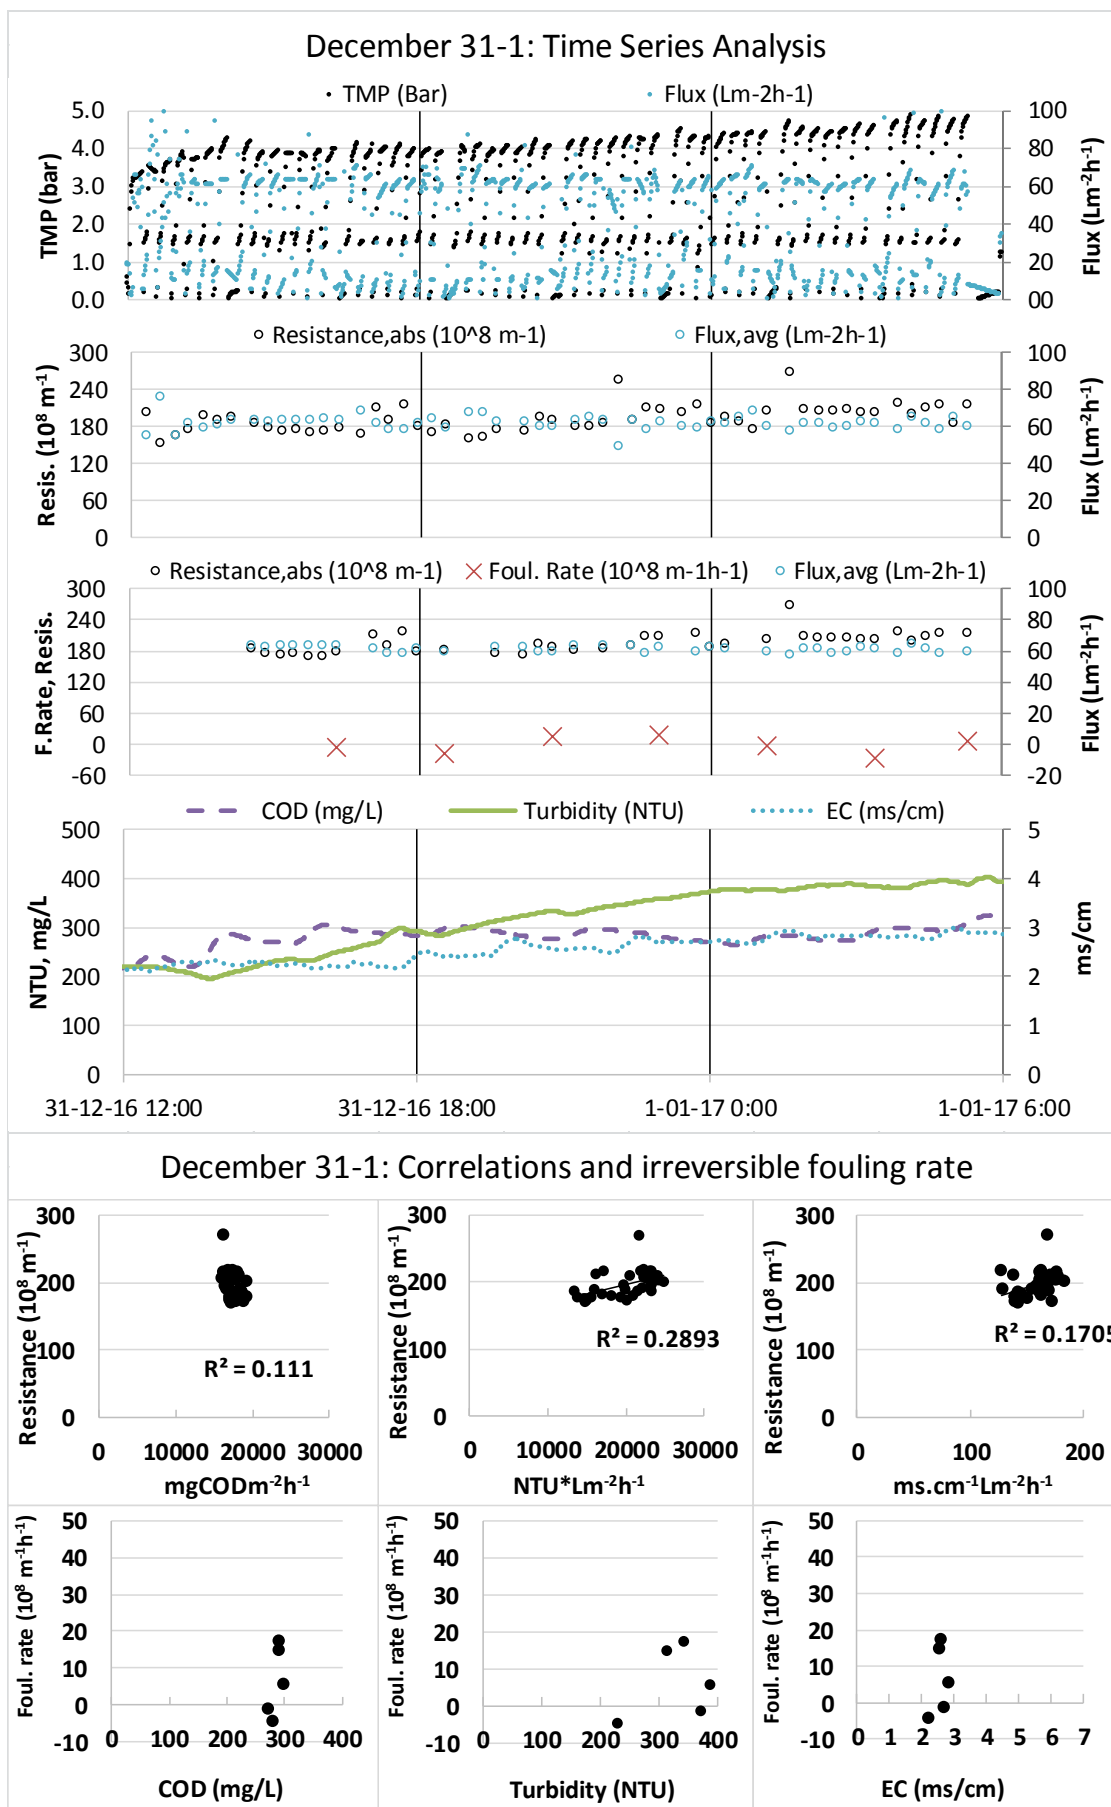 December 31-1: Time Series Analysis
TMP (Bar) Flux (Lm-2h-1)
TMP (bar)
5.0
4.0
3.0
2.0
1.0
0.0
100
80
60
40
20
00
Flux (Lm⁻²h⁻¹)
Resistance,abs (10^8 m-1) Flux,avg (Lm-2h-1)
Resis. (10⁸ m⁻¹)
300
240
180
120
60
0
100
80
60
40
20
0
Flux (Lm⁻²h⁻¹)
Resistance,abs (10^8 m-1) Foul. Rate (10^8 m-1h-1) Flux,avg (Lm-2h-1)
F.Rate, Resis.
300
240
180
120
60
0
-60
100
80
60
40
20
0
-20
Flux (Lm⁻²h⁻¹)
COD (mg/L) Turbidity (NTU) EC (ms/cm)
NTU, mg/L
500
400
300
200
100
0
5
4
3
2
1
0
ms/cm
31-12-16 12:00 31-12-16 18:00 1-01-17 0:00 1-01-17 6:00
December 31-1: Correlations and irreversible fouling rate
Resistance (10⁸ m⁻¹)
300
200
100
0
R² = 0.111
0 10000 20000 30000
mgCODm⁻²h⁻¹
Resistance (10⁸ m⁻¹)
300
200
100
0
R² = 0.2893
0 10000 20000 30000
NTU*Lm⁻²h⁻¹
Resistance (10⁸ m⁻¹)
300
200
100
0
R² = 0.1705
0 100 200
ms.cm⁻¹Lm⁻²h⁻¹
Foul. rate (10⁸ m⁻¹h⁻¹)
50
40
30
20
10
0
-10
0 100 200 300 400
COD (mg/L)
Foul. rate (10⁸ m⁻¹h⁻¹)
50
40
30
20
10
0
-10
0 100 200 300 400
Turbidity (NTU)
Foul. rate (10⁸ m⁻¹h⁻¹)
50
40
30
20
10
0
-10
0 1 2 3 4 5 6 7
EC (ms/cm)